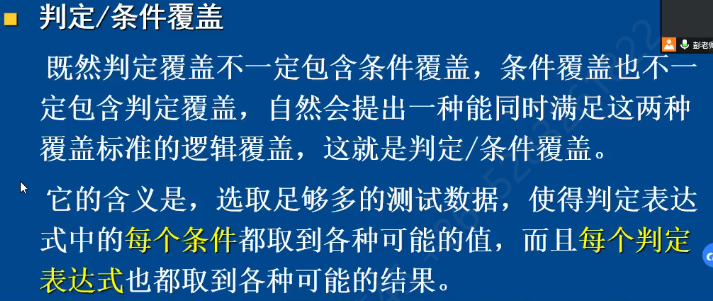 判定/条件覆盖
既然判定覆盖不一定包含条件覆盖，条件覆盖也不一
定包含判定覆盖，自然会提出一种能同时满足这两种
覆盖标准的逻辑覆盖，这就是判定/条件覆盖。
它的含义是，选取足够多的测试数据，使得判定表达
式中的每个条件都取到各种可能的值，而且每个判定
表达式也都取到各种可能的结果。
彭老师